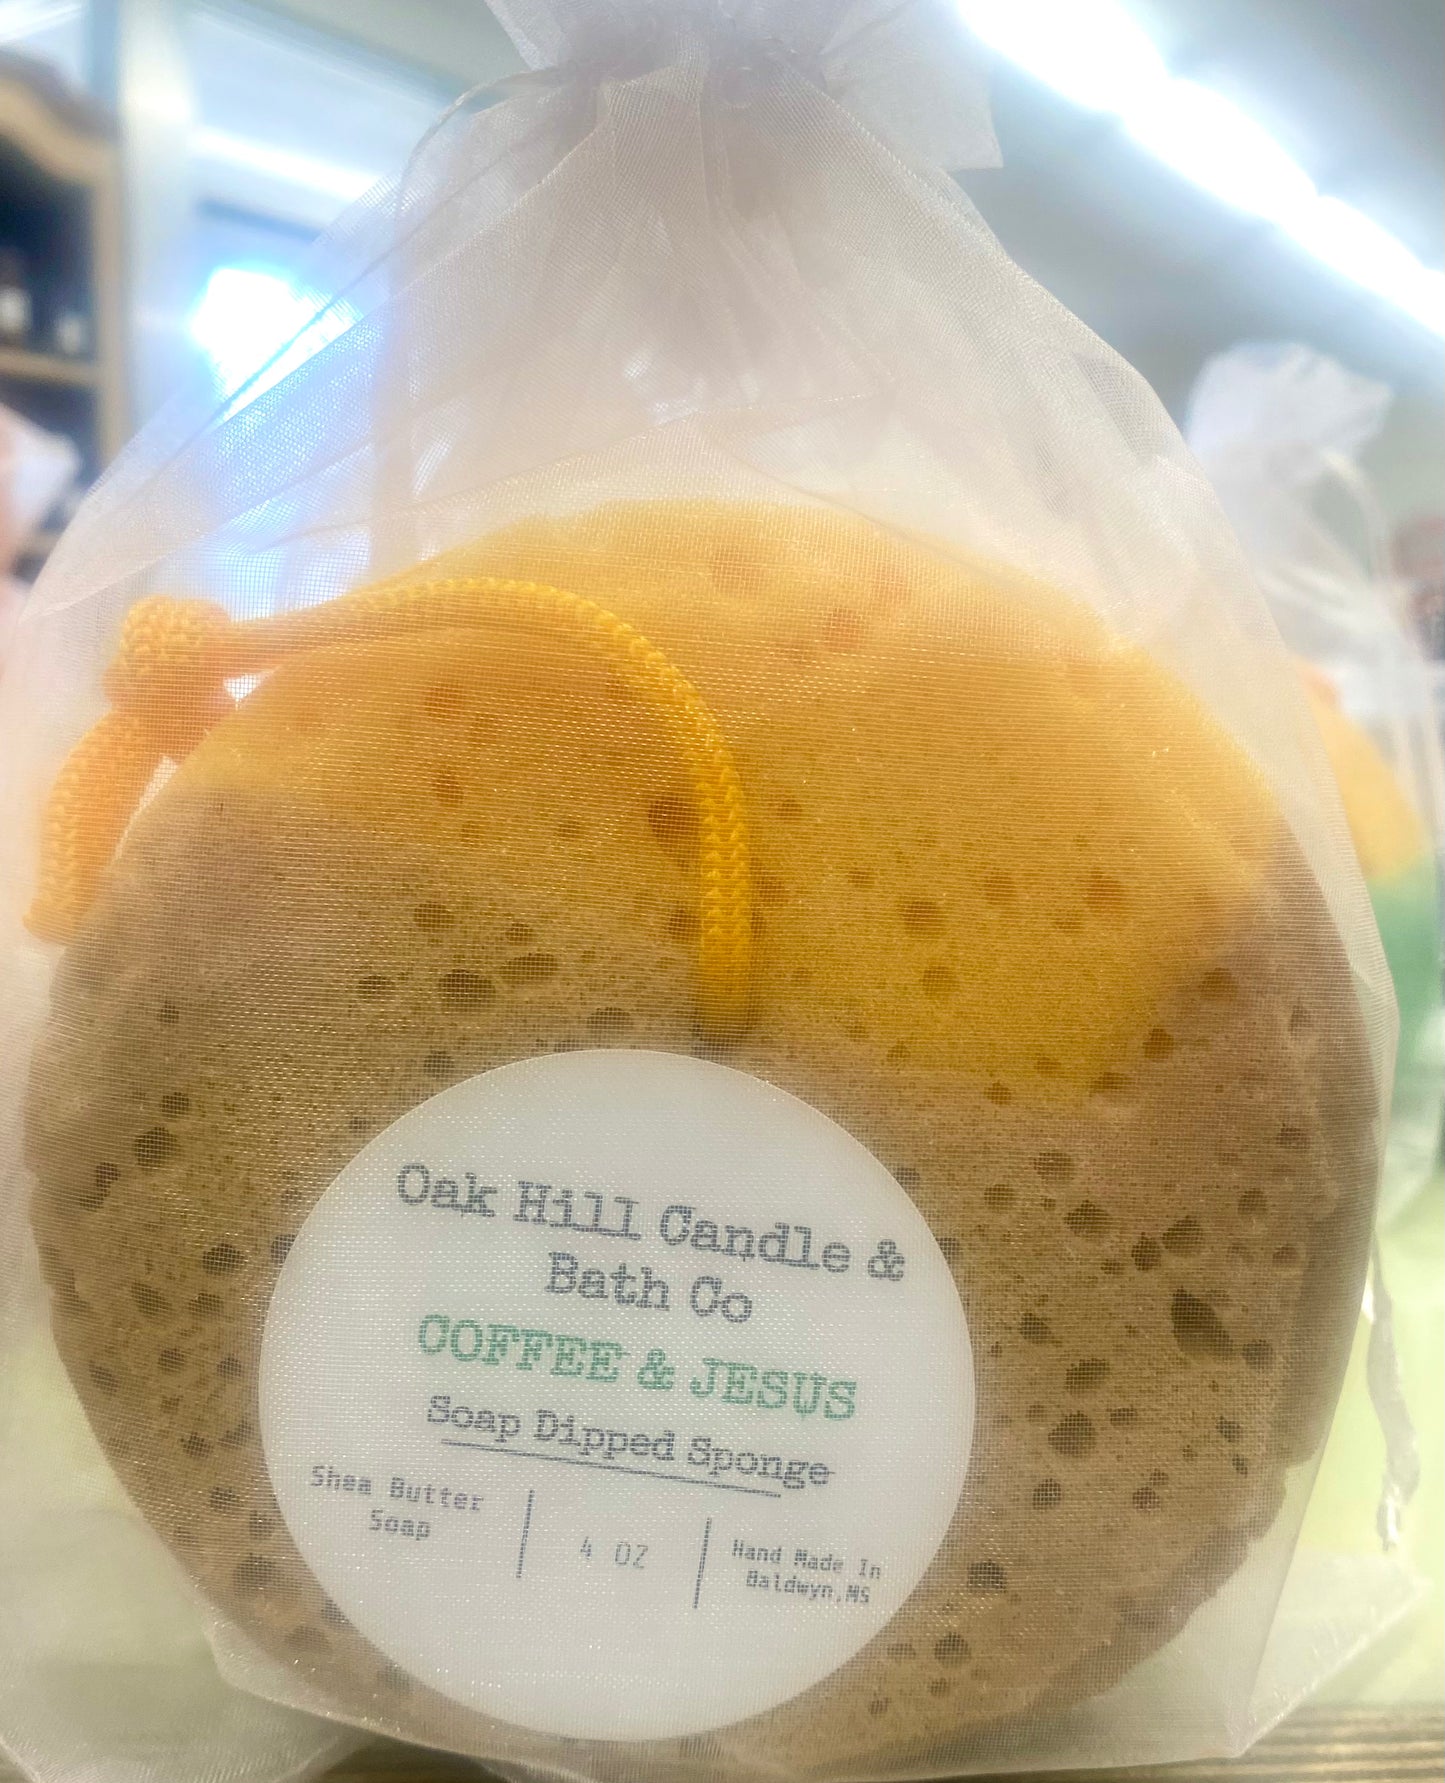 Oak Hill Candle &
Bath Co
COFFEE & JESUS
Soap Dipped Sponge
Shea Butter
Soap
4 OZ
Hand Made In
Baldwyn,MS